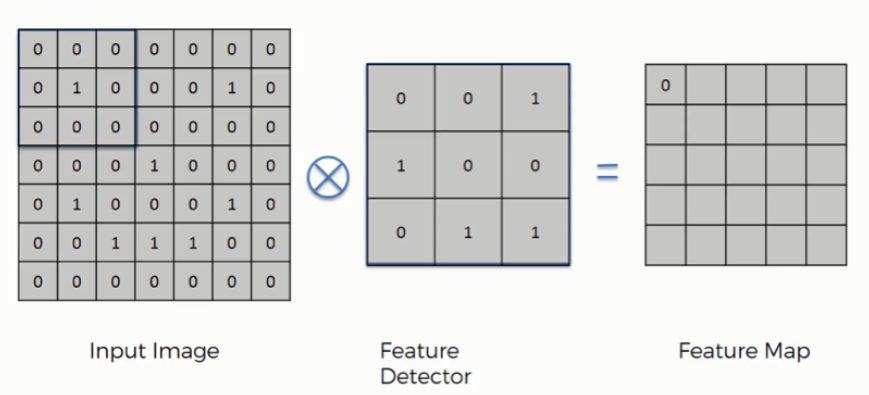 0 0 0 0 0 0 0
0 1 0 0 0 1 0
0 0 0 0 0 0 0
0 0 0 1 0 0 0
0 1 0 0 0 1 0
0 0 1 1 1 0 0
0 0 0 0 0 0 0
0 0 1
1 0 0
0 1 1
=
0
Input Image
Feature
Detector
Feature Map